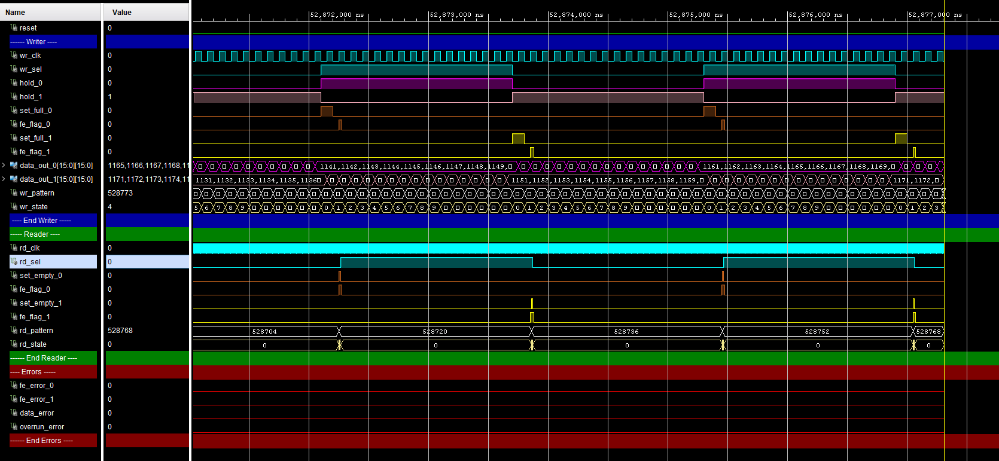 Name Value
52,872,000 ns 52,873,000 ns 52,874,000 ns 52,875,000 ns 52,876,000 ns 52,877,000 ns
reset 0
------ Writer ----
wr_clk 0
wr_sel 0
hold_0 0
hold_1 1
set_full_0 0
fe_flag_0 0
set_full_1 0
fe_flag_1 0
data_out_0[15:0][15:0] 1165,1166,1167,1168,11 1141,1142,1143,1144,1145,1146,1147,1148,1149, 1161,1162,1163,1164,1165,1166,1167,1168,1169,
data_out_1[15:0][15:0] 1171,1172,1173,1174,11 1131,1132,1133,1134,1135,1136 1151,1152,1153,1154,1155,1156,1157,1158,1159, 1171,1172,
wr_pattern 528773
wr_state 4 5 6 7 8 9 0 1 2 3 4 5 6 7 8 9 0 1 2 3 4 5 6 7 8 9 0 1 2 3 4 5 6 7 8 9 0 1 2 3
---- End Writer -----
----- Reader ----
rd_clk 0
rd_sel 0
set_empty_0 0
fe_flag_0 0
set_empty_1 0
fe_flag_1 0
rd_pattern 528768 528704 528720 528736 528752 528768
rd_state 0 0 0 0 0 0
------ End Reader ----
---- Errors -----
fe_error_0 0
fe_error_1 0
data_error 0
overrun_error 0
------ End Errors ----